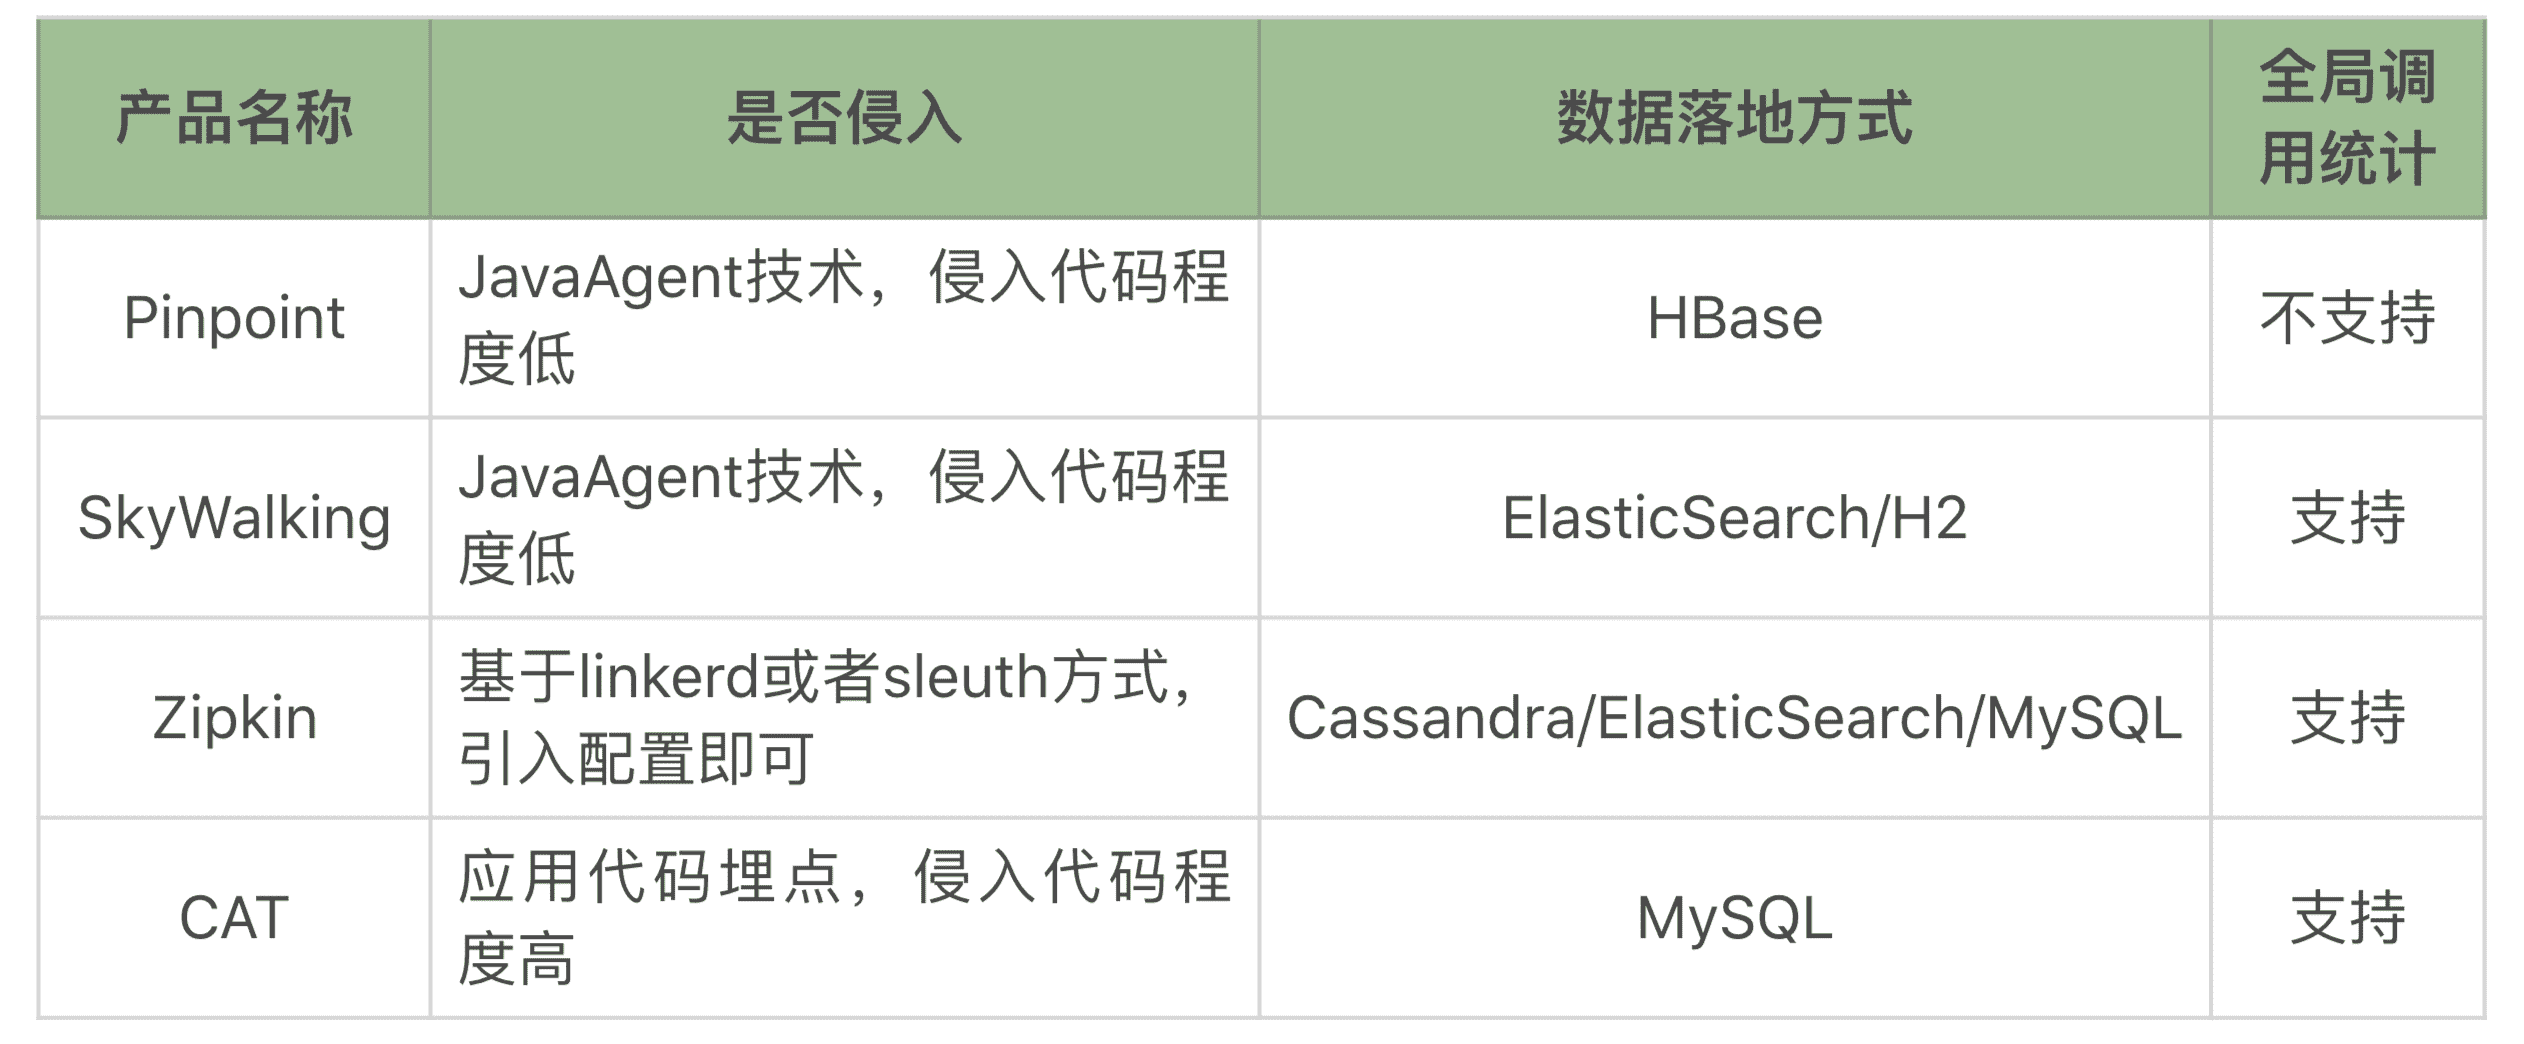 产品名称
是否侵入
数据落地方式
全局调
用统计
Pinpoint
JavaAgent技术，侵入代码程
度低
HBase
不支持
SkyWalking
JavaAgent技术，侵入代码程
度低
ElasticSearch/H2
支持
Zipkin
基于linkerd或者sleuth方式，
引入配置即可
Cassandra/ElasticSearch/MySQL
支持
CAT
应用代码埋点，侵入代码程
度高
MySQL
支持